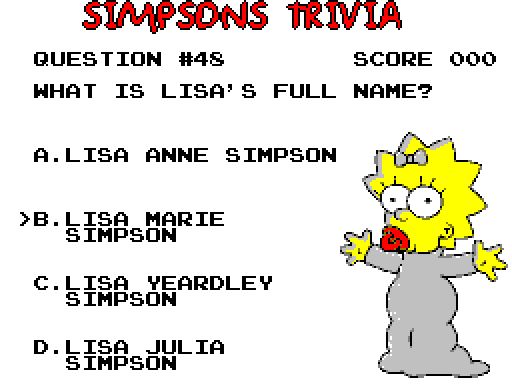 SIMPSONS TRIVIA
QUESTION #48 SCORE 000
WHAT IS LISA'S FULL NAME?
A.LISA ANNE SIMPSON
>B.LISA MARIE
SIMPSON
C.LISA YEARDLEY
SIMPSON
D.LISA JULIA
SIMPSON